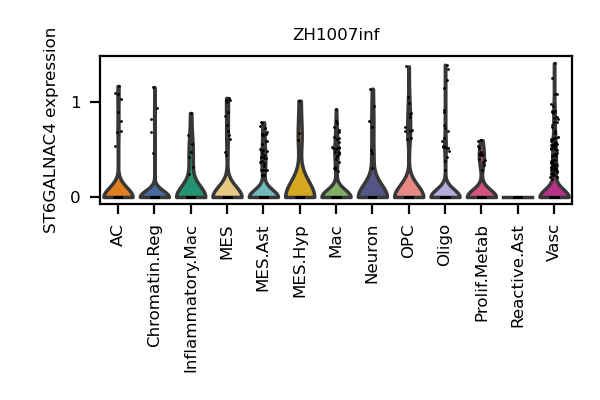 ZH1007inf
ST6GALNAC4 expression
1
0
AC
Chromatin.Reg
Inflammatory.Mac
MES
MES.Ast
MES.Hyp
Mac
Neuron
OPC
Oligo
Prolif.Metab
Reactive.Ast
Vasc